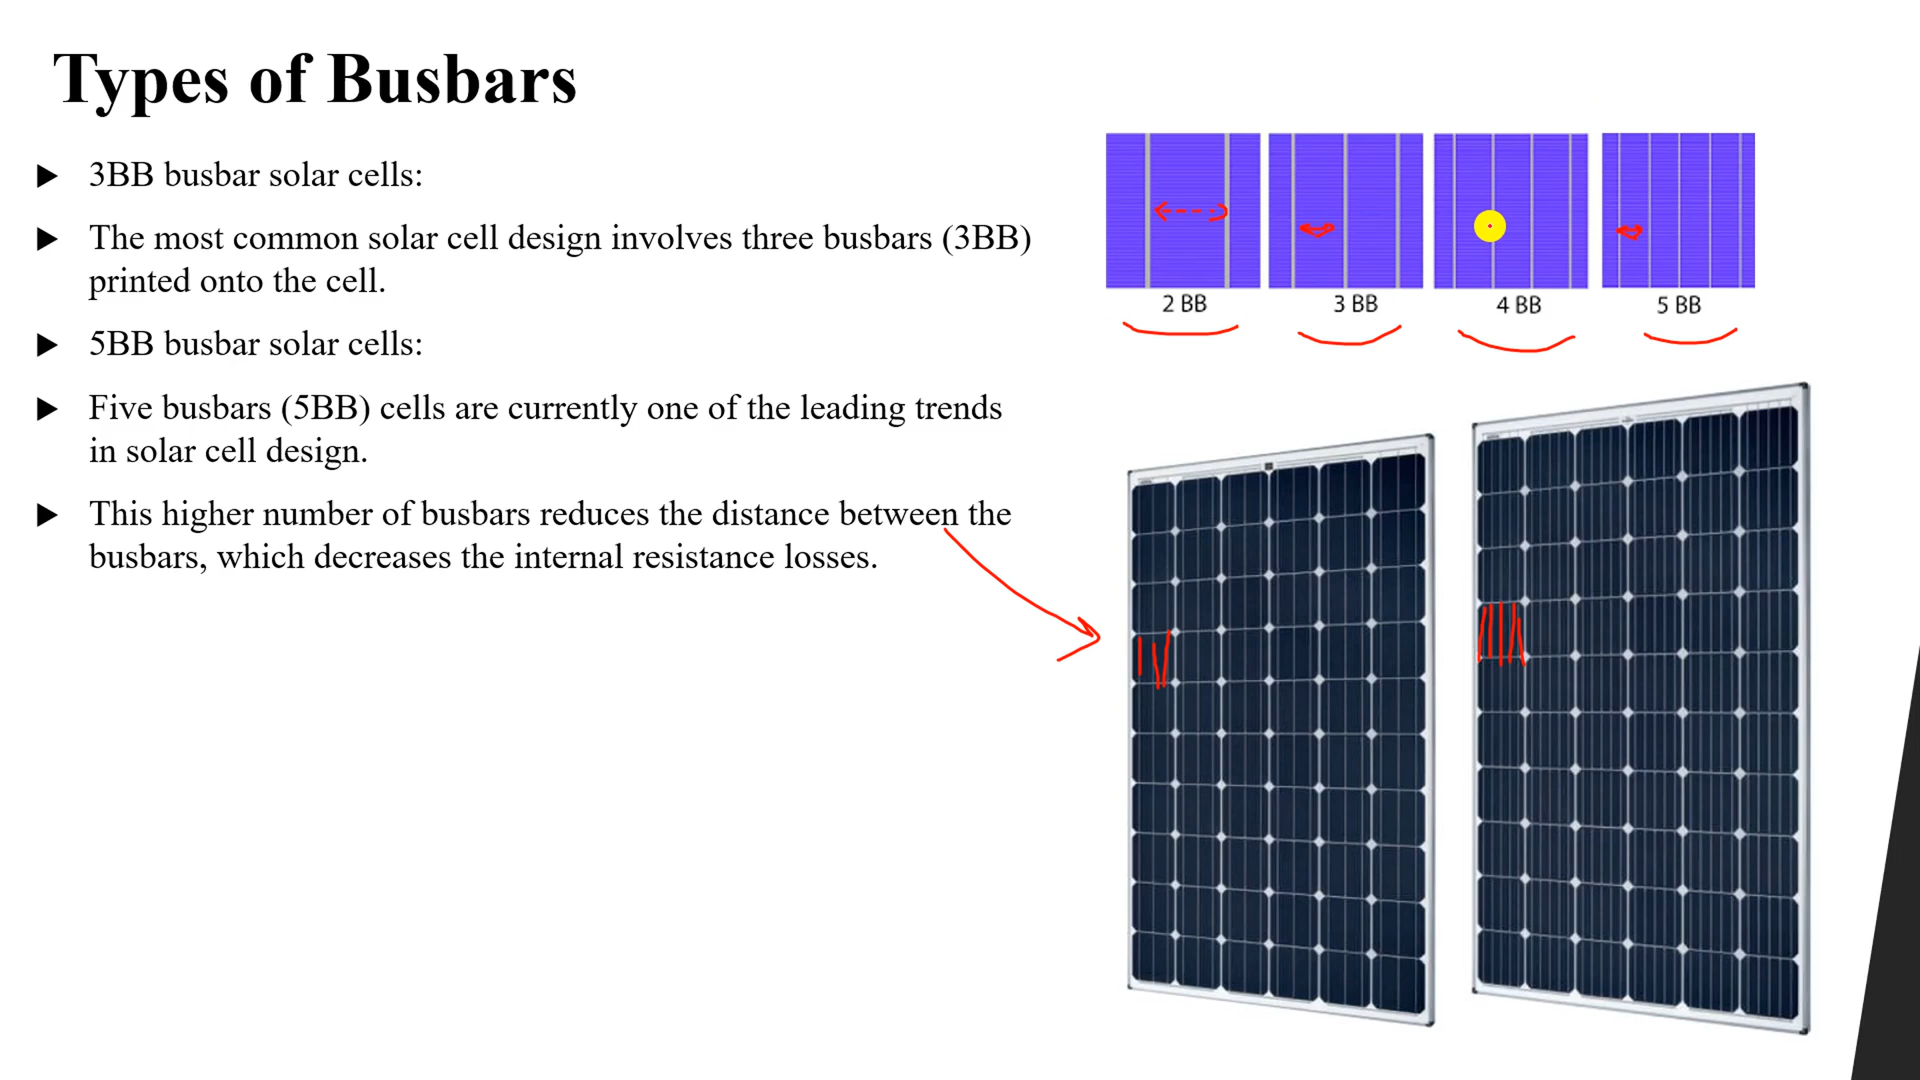 Types of Busbars
3BB busbar solar cells:
The most common solar cell design involves three busbars (3BB)
printed onto the cell.
5BB busbar solar cells:
Five busbars (5BB) cells are currently one of the leading trends
in solar cell design.
This higher number of busbars reduces the distance between the
busbars, which decreases the internal resistance losses.
2 BB
3 BB
4 BB
5 BB